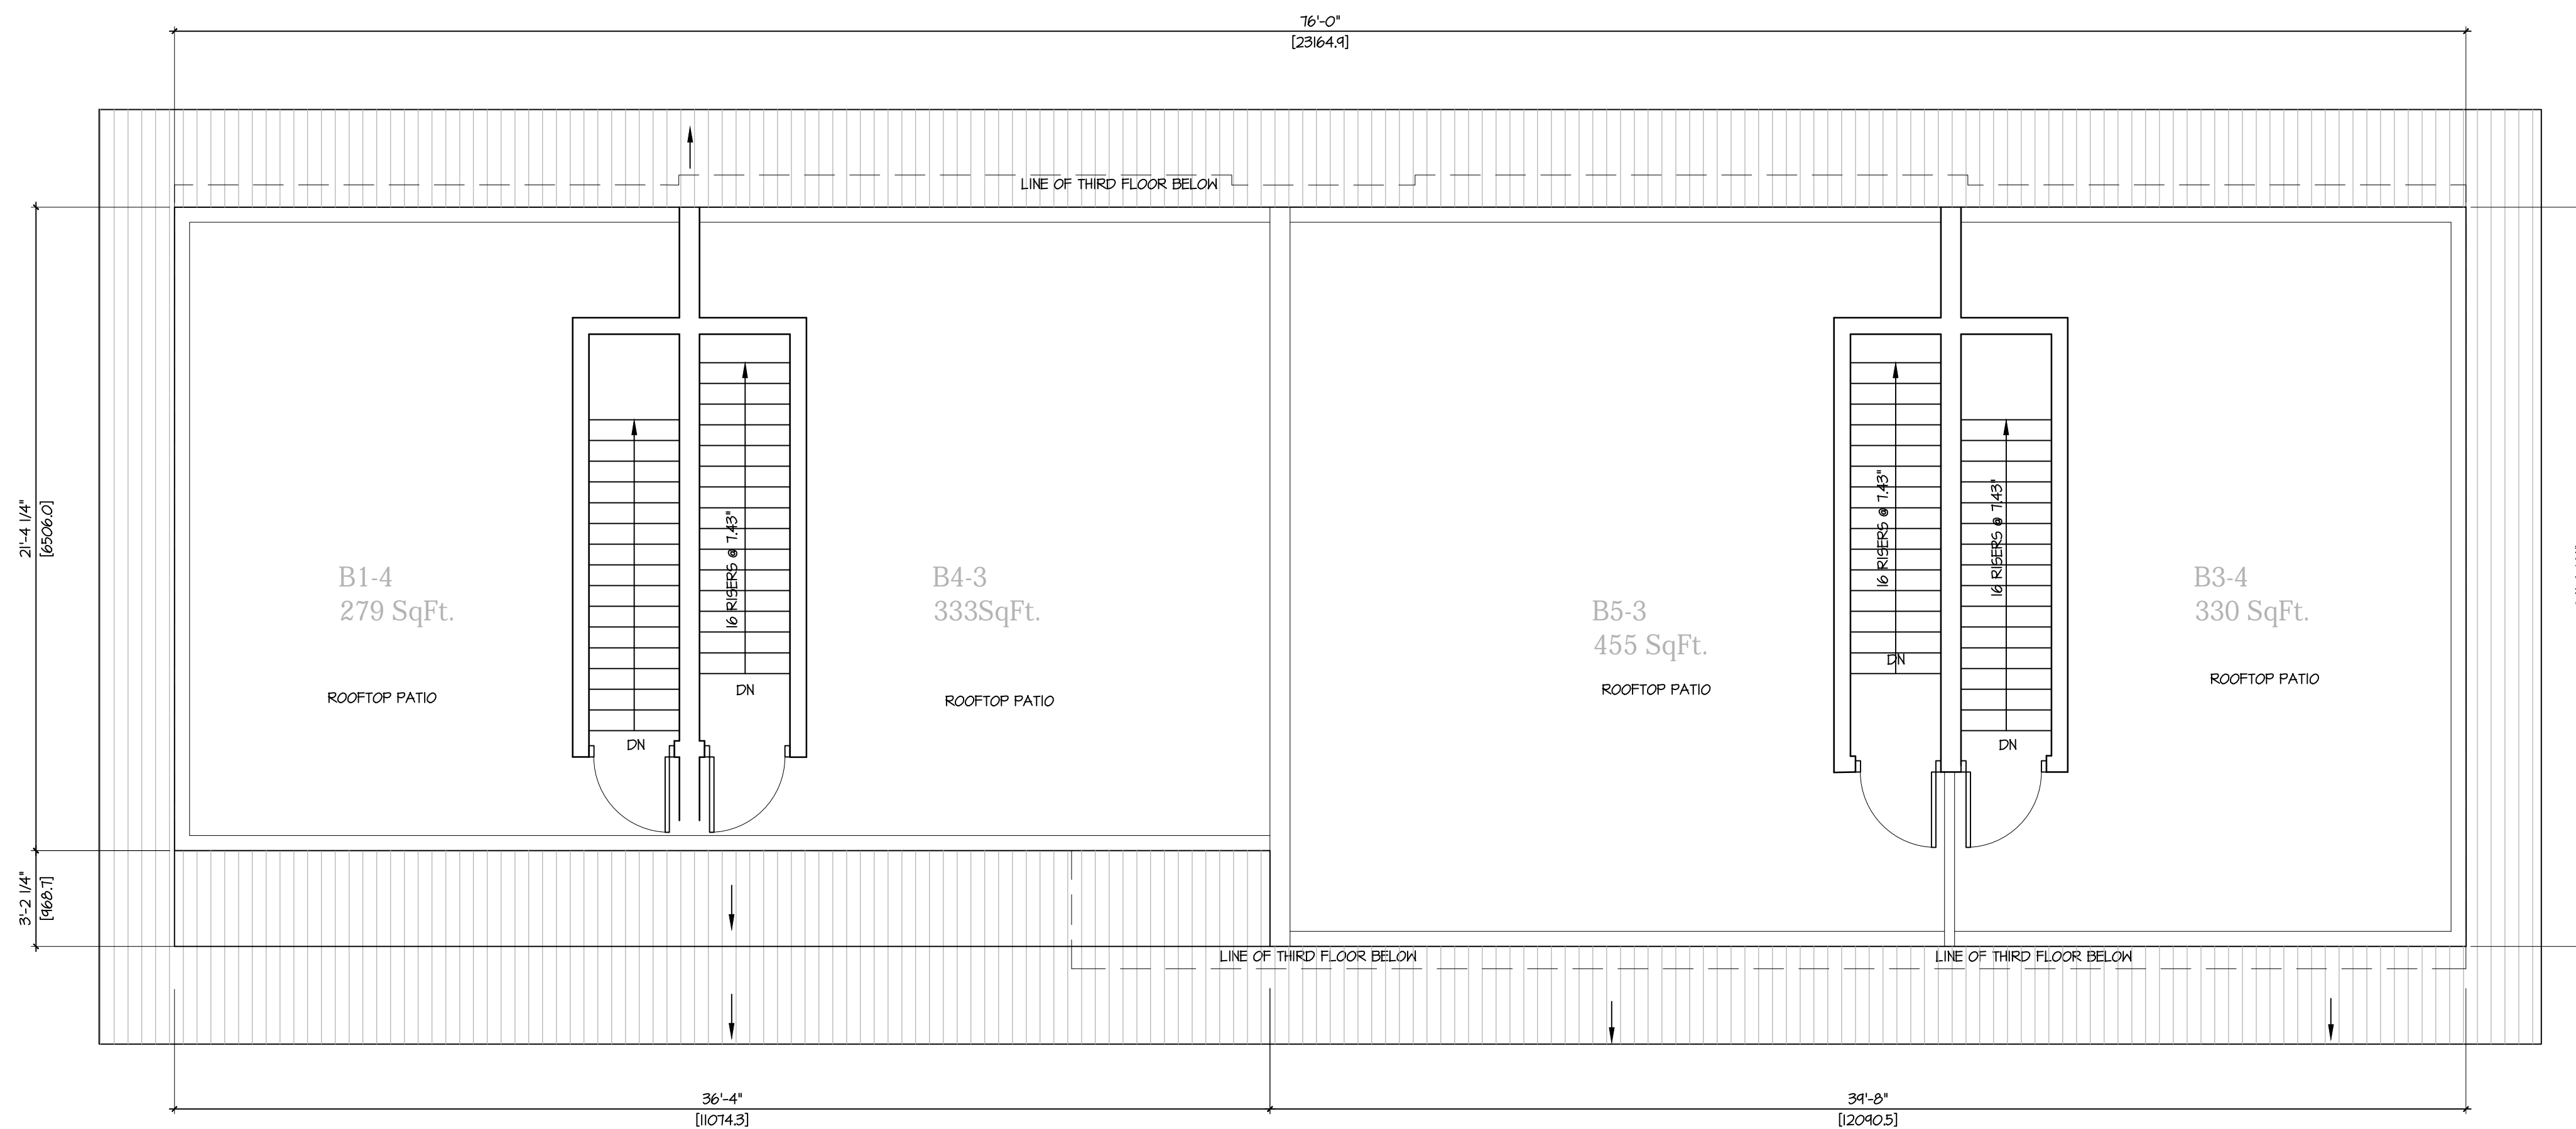 76'-0"
[23164.9]
LINE OF THIRD FLOOR BELOW
21'-4 1/4"
[6506.0]
3'-2 1/4"
[968.7]
B1-4
279 SqFt.
ROOFTOP PATIO
DN
16 RISERS @ 7.43"
DN
B4-3
333SqFt.
ROOFTOP PATIO
B5-3
455 SqFt.
ROOFTOP PATIO
16 RISERS @ 7.43"
DN
16 RISERS @ 7.43"
DN
B3-4
330 SqFt.
ROOFTOP PATIO
LINE OF THIRD FLOOR BELOW
LINE OF THIRD FLOOR BELOW
36'-4"
[11074.3]
39'-8"
[12090.5]